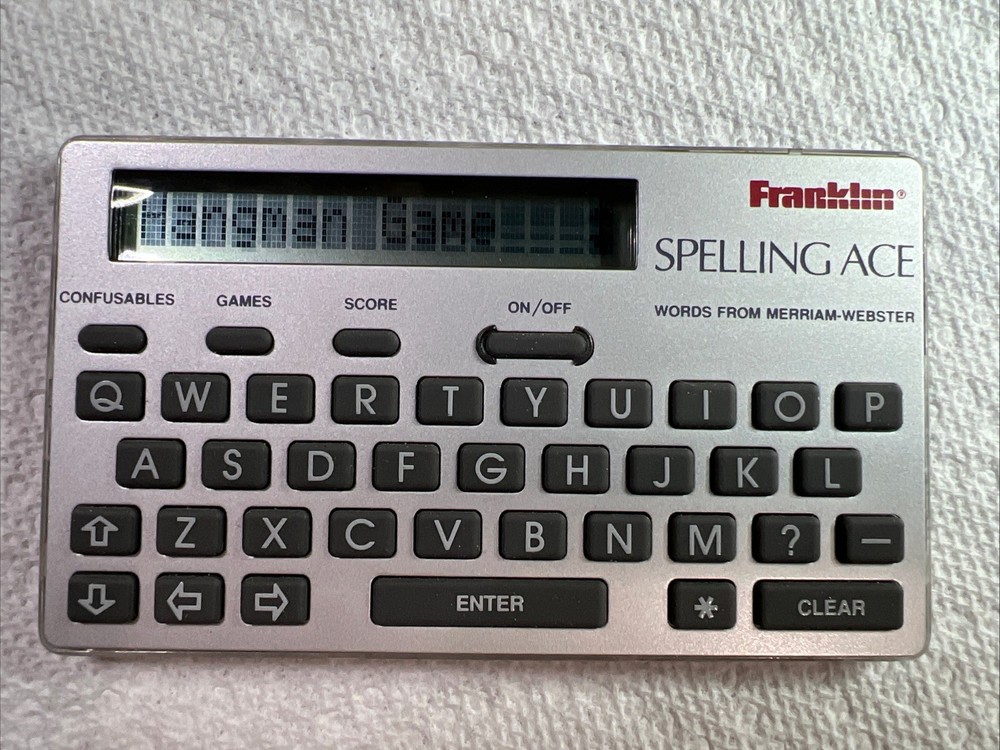 Hangman Game
Franklin®
SPELLING ACE
WORDS FROM MERRIAM-WEBSTER
CONFUSABLES GAMES SCORE ON/OFF
Q W E R T Y U I O P
A S D F G H J K L
Z X C V B N M ? —
ENTER * CLEAR